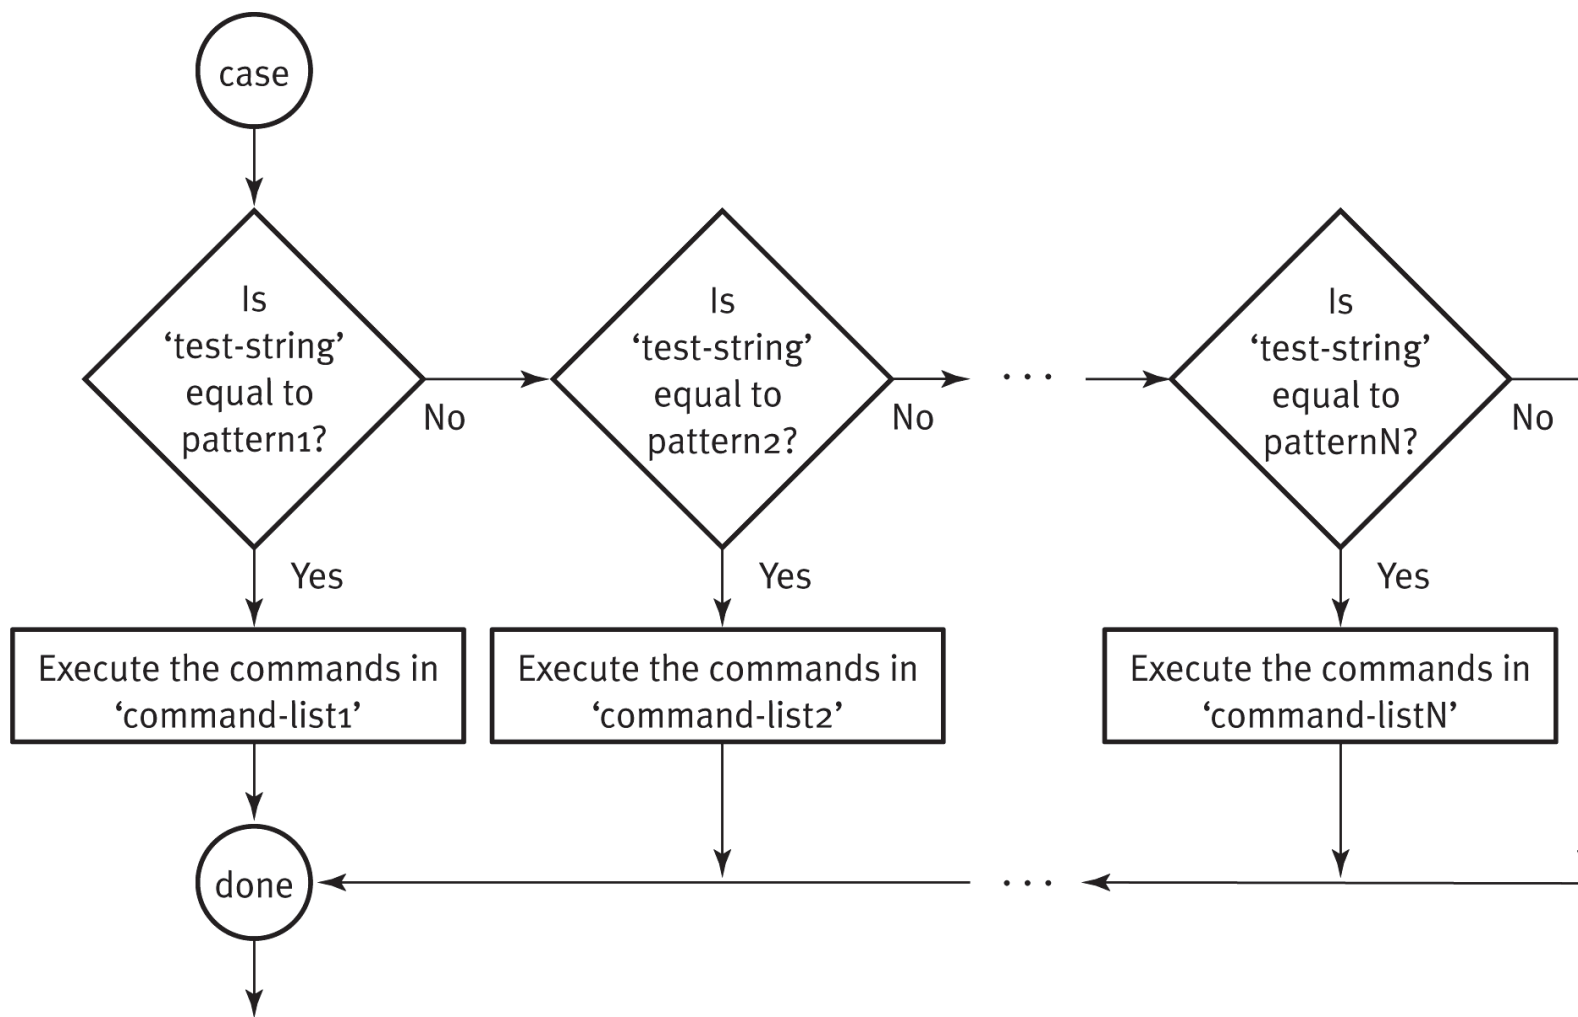 case
Is
‘test-string’
equal to
pattern1?
No
Yes
Is
‘test-string’
equal to
pattern2?
No
Yes
. . .
Is
‘test-string’
equal to
patternN?
No
Yes
Execute the commands in
‘command-list1’
Execute the commands in
‘command-list2’
Execute the commands in
‘command-listN’
done
. . .